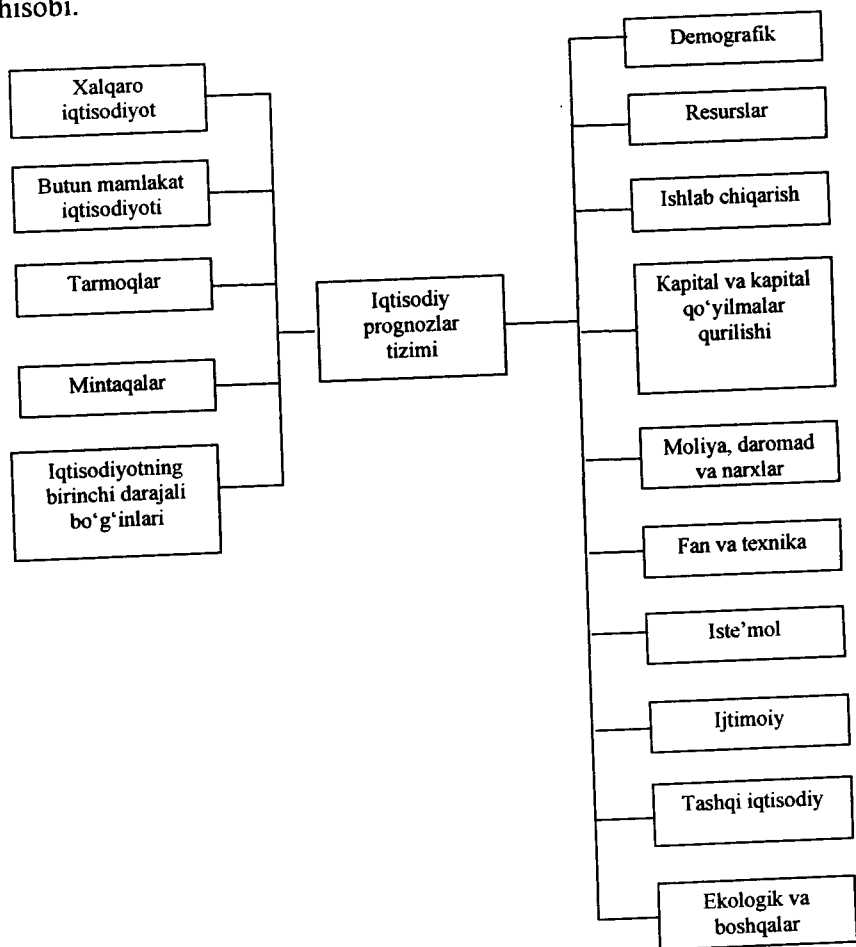 hisobi.
Xalqaro
iqtisodiyot
Butun mamlakat
iqtisodiyoti
Tarmoqlar
Mintaqalar
Iqtisodiyotning
birinchi darajali
bo‘g‘inlari
Iqtisodiy
prognozlar
tizimi
Demografik
Resurslar
Ishlab chiqarish
Kapital va kapital
qo‘yilmalar
qurilishi
Moliya, daromad
va narxlar
Fan va texnika
Iste’mol
Ijtimoiy
Tashqi iqtisodiy
Ekologik va
boshqalar